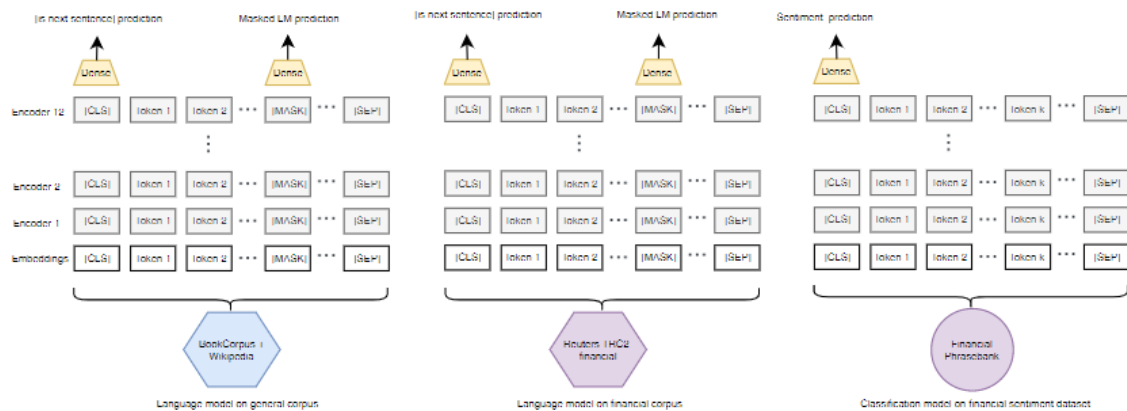 [is next sentence] prediction
Masked LM prediction
Dense
Dense
Encoder 12
[CLS] Token 1 Token 2 ... [MASK] ... [SEP]
Encoder 2
[CLS] Token 1 Token 2 ... [MASK] ... [SEP]
Encoder 1
[CLS] Token 1 Token 2 ... [MASK] ... [SEP]
Embeddings
[CLS] Token 1 Token 2 ... [MASK] ... [SEP]
BookCorpus +
Wikipedia
Language model on general corpus
[is next sentence] prediction
Masked LM prediction
Dense
Dense
[CLS] Token 1 Token 2 ... [MASK] ... [SEP]
[CLS] Token 1 Token 2 ... [MASK] ... [SEP]
[CLS] Token 1 Token 2 ... [MASK] ... [SEP]
[CLS] Token 1 Token 2 ... [MASK] ... [SEP]
Reuters TRC2
financial
Language model on financial corpus
Sentiment prediction
Dense
[CLS] Token 1 Token 2 ... Token k ... [SEP]
[CLS] Token 1 Token 2 ... Token k ... [SEP]
[CLS] Token 1 Token 2 ... Token k ... [SEP]
[CLS] Token 1 Token 2 ... Token k ... [SEP]
Financial
Phrasebank
Classification model on financial sentiment dataset